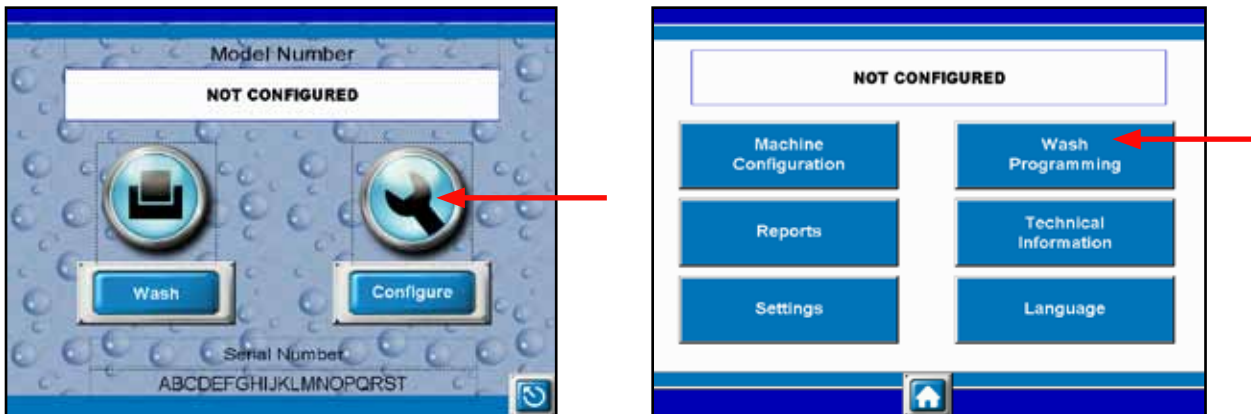 Model Number
NOT CONFIGURED
Wash
Configure
Serial Number
ABCDEFGHIJKLMNOPQRST
NOT CONFIGURED
Machine
Configuration
Wash
Programming
Reports
Technical
Information
Settings
Language